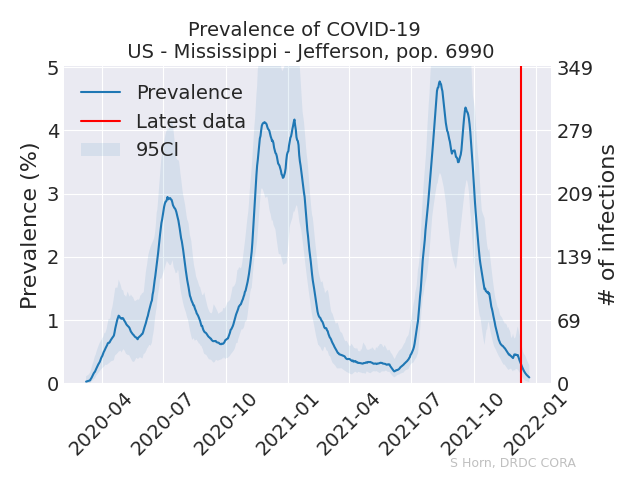 Prevalence of COVID-19
US - Mississippi - Jefferson, pop. 6990
Prevalence
Latest data
95CI
Prevalence (%)
5
4
3
2
1
0
349
279
209
139
69
0
# of infections
2020-04
2020-07
2020-10
2021-01
2021-04
2021-07
2021-10
2022-01
S Horn, DRDC CORA